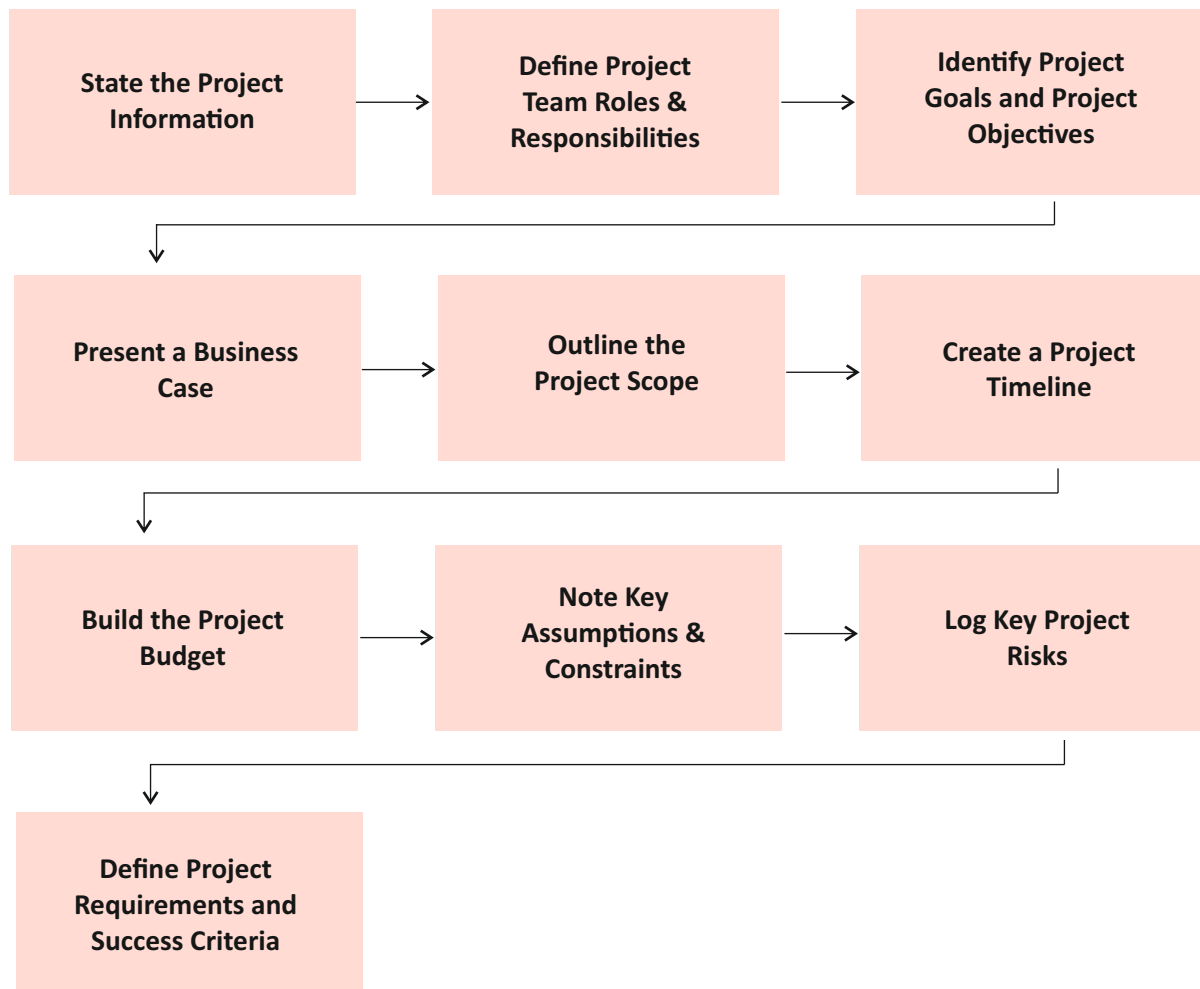 State the Project
Information
Define Project
Team Roles &
Responsibilities
Identify Project
Goals and Project
Objectives
Present a Business
Case
Outline the
Project Scope
Create a Project
Timeline
Build the Project
Budget
Note Key
Assumptions &
Constraints
Log Key Project
Risks
Define Project
Requirements and
Success Criteria